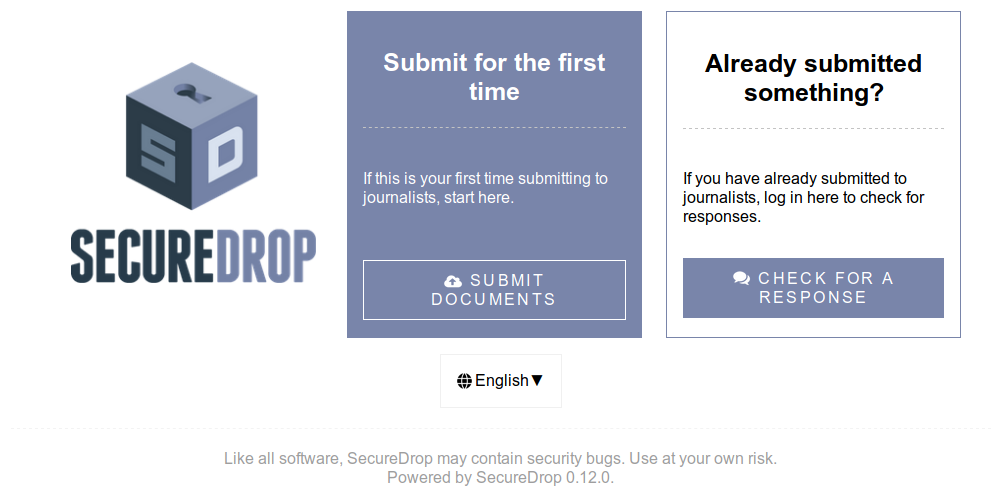 S D
SECUREDROP
Submit for the first
time
If this is your first time submitting to
journalists, start here.
SUBMIT
DOCUMENTS
Already submitted
something?
If you have already submitted to
journalists, log in here to check for
responses.
CHECK FOR A
RESPONSE
English▼
Like all software, SecureDrop may contain security bugs. Use at your own risk.
Powered by SecureDrop 0.12.0.